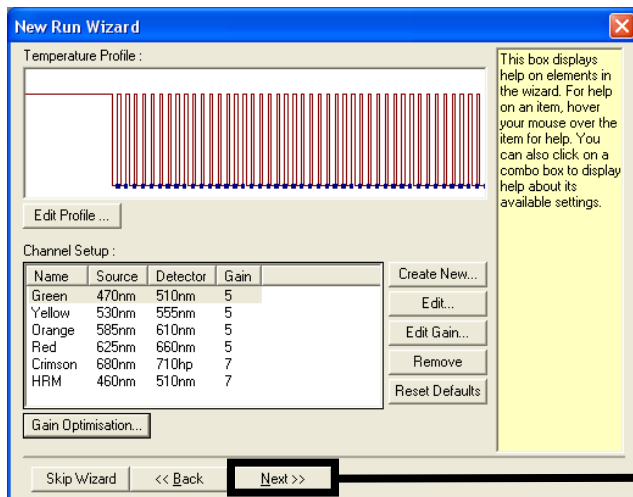 New Run Wizard
Temperature Profile :
Edit Profile ...
Channel Setup :
Name Source Detector Gain
Green 470nm 510nm 5
Yellow 530nm 555nm 5
Orange 585nm 610nm 5
Red 625nm 660nm 5
Crimson 680nm 710hp 7
HRM 460nm 510nm 7
Create New...
Edit...
Edit Gain...
Remove
Reset Defaults
Gain Optimisation...
Skip Wizard << Back Next >>
This box displays
help on elements in
the wizard. For help
on an item, hover
your mouse over the
item for help. You
can also click on a
combo box to display
help about its
available settings.